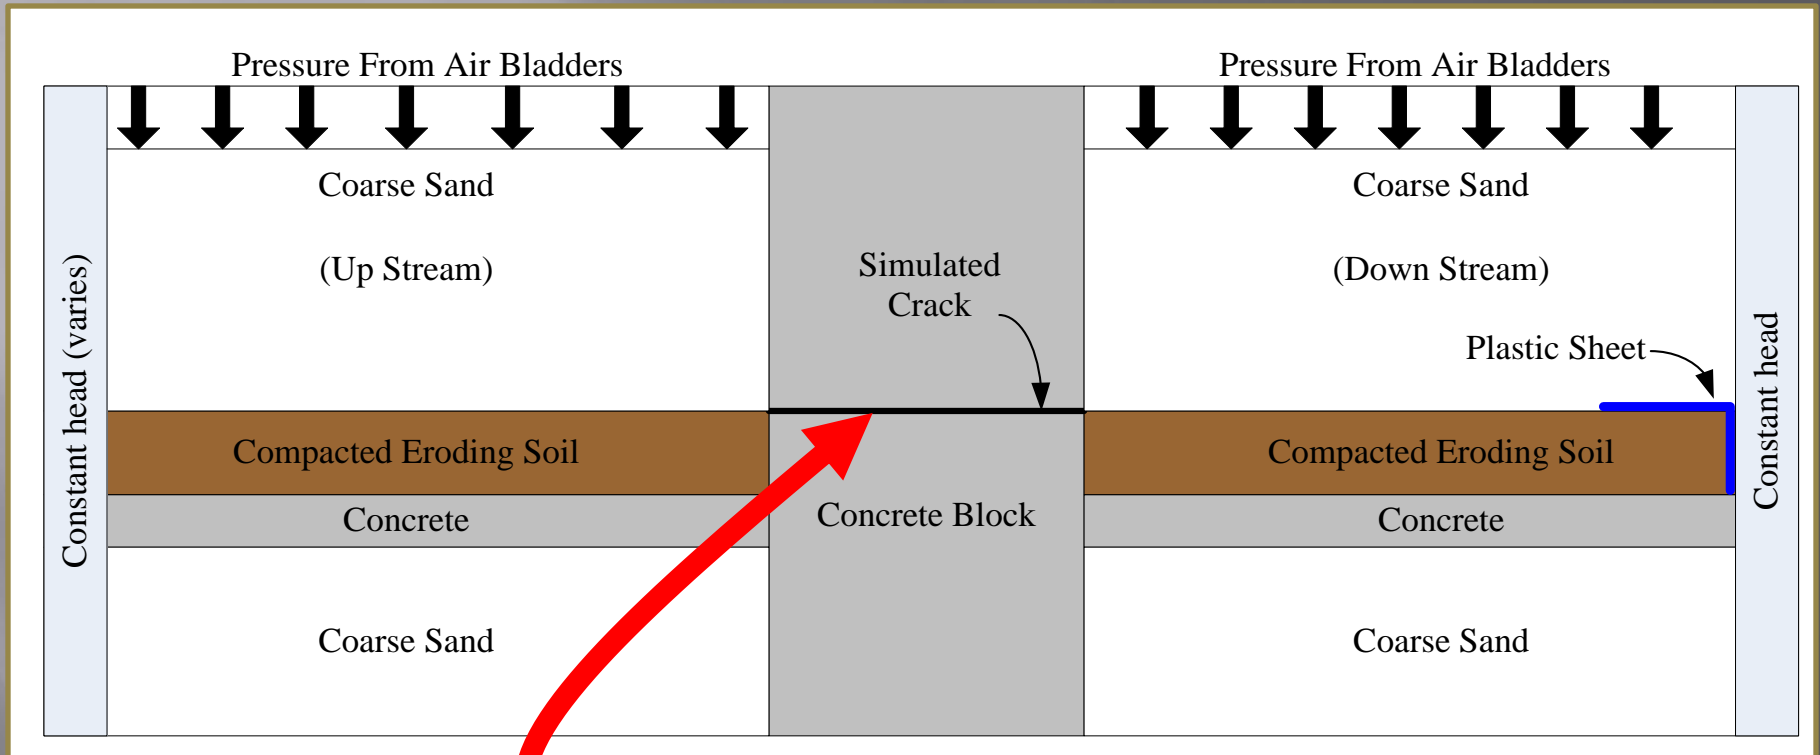 Pressure From Air Bladders
Pressure From Air Bladders
Constant head (varies)
Coarse Sand
(Up Stream)
Simulated
Crack
Coarse Sand
(Down Stream)
Plastic Sheet
Constant head
Compacted Eroding Soil
Compacted Eroding Soil
Concrete
Concrete Block
Concrete
Coarse Sand
Coarse Sand